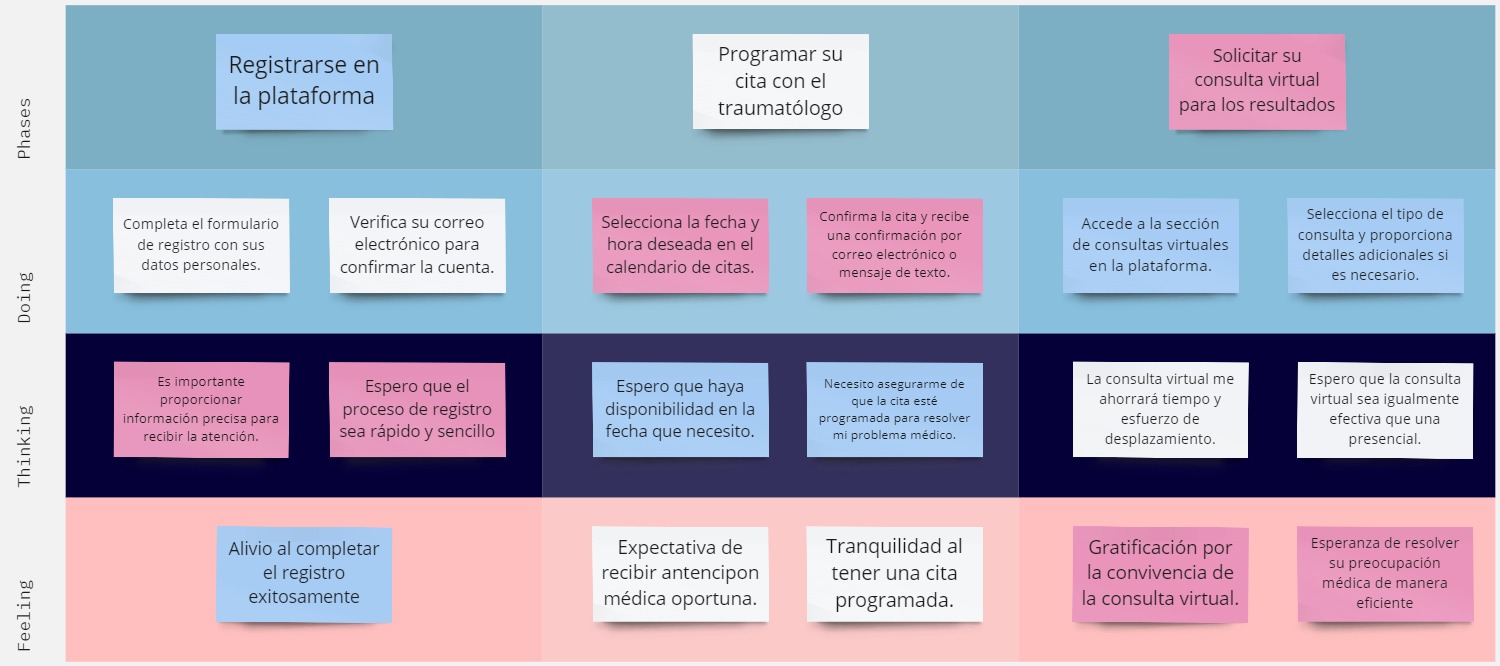 Phases
Registrarse en
la plataforma
Programar su
cita con el
traumatólogo
Solicitar su
consulta virtual
para los resultados
Doing
Completa el formulario
de registro con sus
datos personales.
Verifica su correo
electrónico para
confirmar la cuenta.
Selecciona la fecha y
hora deseada en el
calendario de citas.
Confirma la cita y recibe
una confirmación por
correo electrónico o
mensaje de texto.
Accede a la sección
de consultas virtuales
en la plataforma.
Selecciona el tipo de
consulta y proporciona
detalles adicionales si
es necesario.
Thinking
Es importante
proporcionar
información precisa para
recibir la atención.
Espero que el
proceso de registro
sea rápido y sencillo
Espero que haya
disponibilidad en la
fecha que necesito.
Necesito asegurarme de
que la cita esté
programada para resolver
mi problema médico.
La consulta virtual me
ahorrará tiempo y
esfuerzo de
desplazamiento.
Espero que la consulta
virtual sea igualmente
efectiva que una
presencial.
Feeling
Alivio al completar
el registro
exitosamente
Expectativa de
recibir antencipon
médica oportuna.
Tranquilidad al
tener una cita
programada.
Gratificación por
la convivencia de
la consulta virtual.
Esperanza de resolver
su preocupación
médica de manera
eficiente